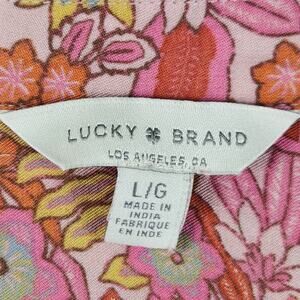 LUCKY BRAND
LOS ANGELES, CA
L/G
MADE IN
INDIA
FABRIQUE
EN INDE